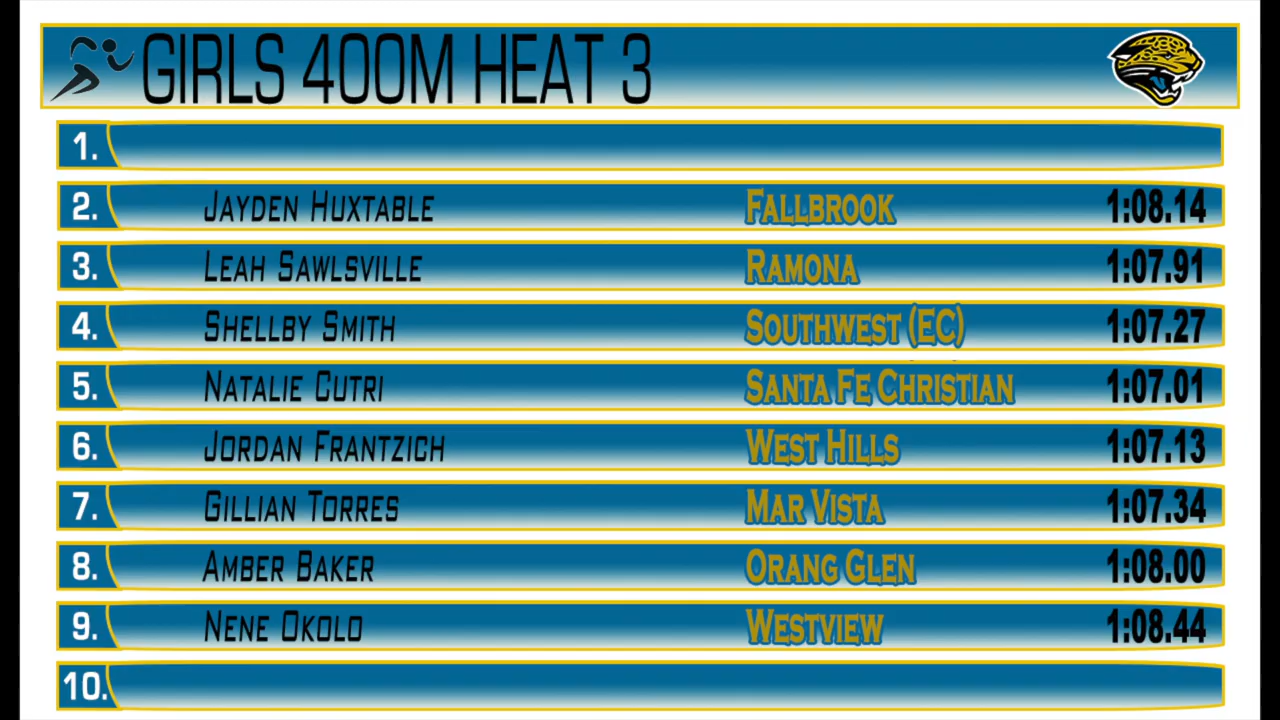 GIRLS 400M HEAT 3
1.
2. JAYDEN HUXTABLE FALLBROOK 1:08.14
3. LEAH SAWLSVILLE RAMONA 1:07.91
4. SHELLBY SMITH SOUTHWEST (EC) 1:07.27
5. NATALIE CUTRI SANTA FE CHRISTIAN 1:07.01
6. JORDAN FRANTZICH WEST HILLS 1:07.13
7. GILLIAN TORRES MAR VISTA 1:07.34
8. AMBER BAKER ORANG GLEN 1:08.00
9. NENE OKOLO WESTVIEW 1:08.44
10.